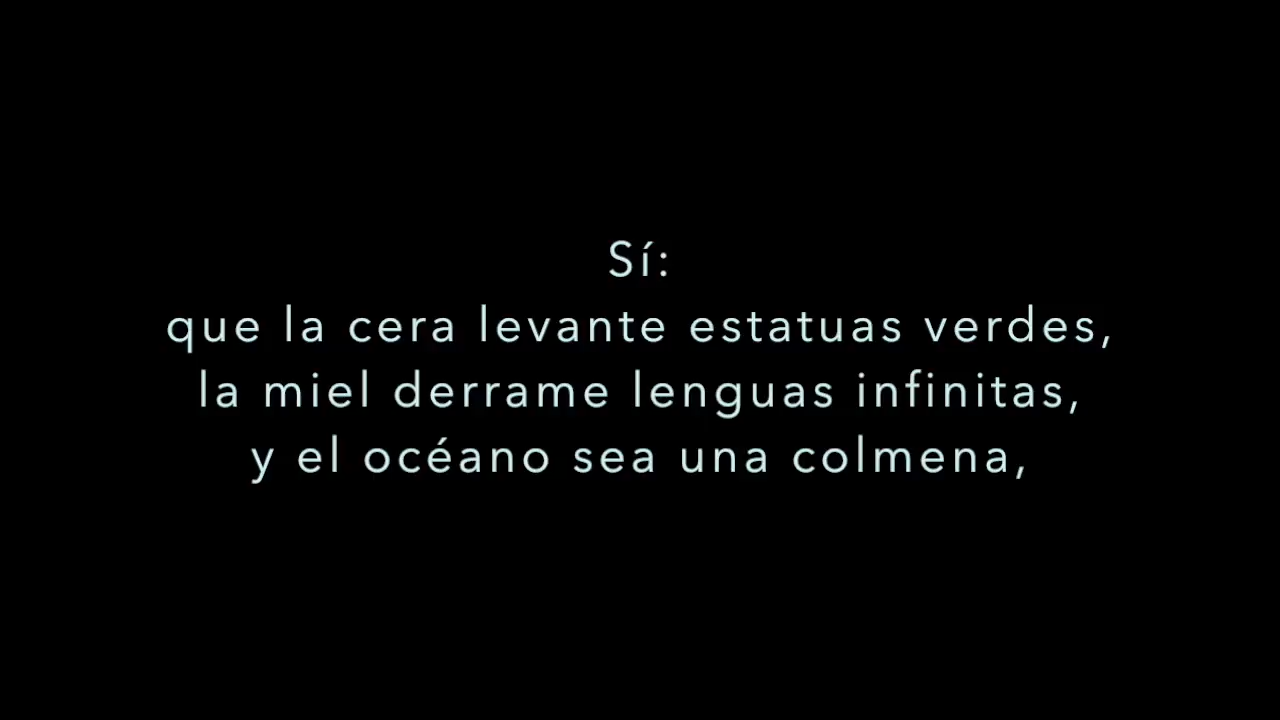 Sí:
que la cera levante estatuas verdes,
la miel derrame lenguas infinitas,
y el océano sea una colmena,